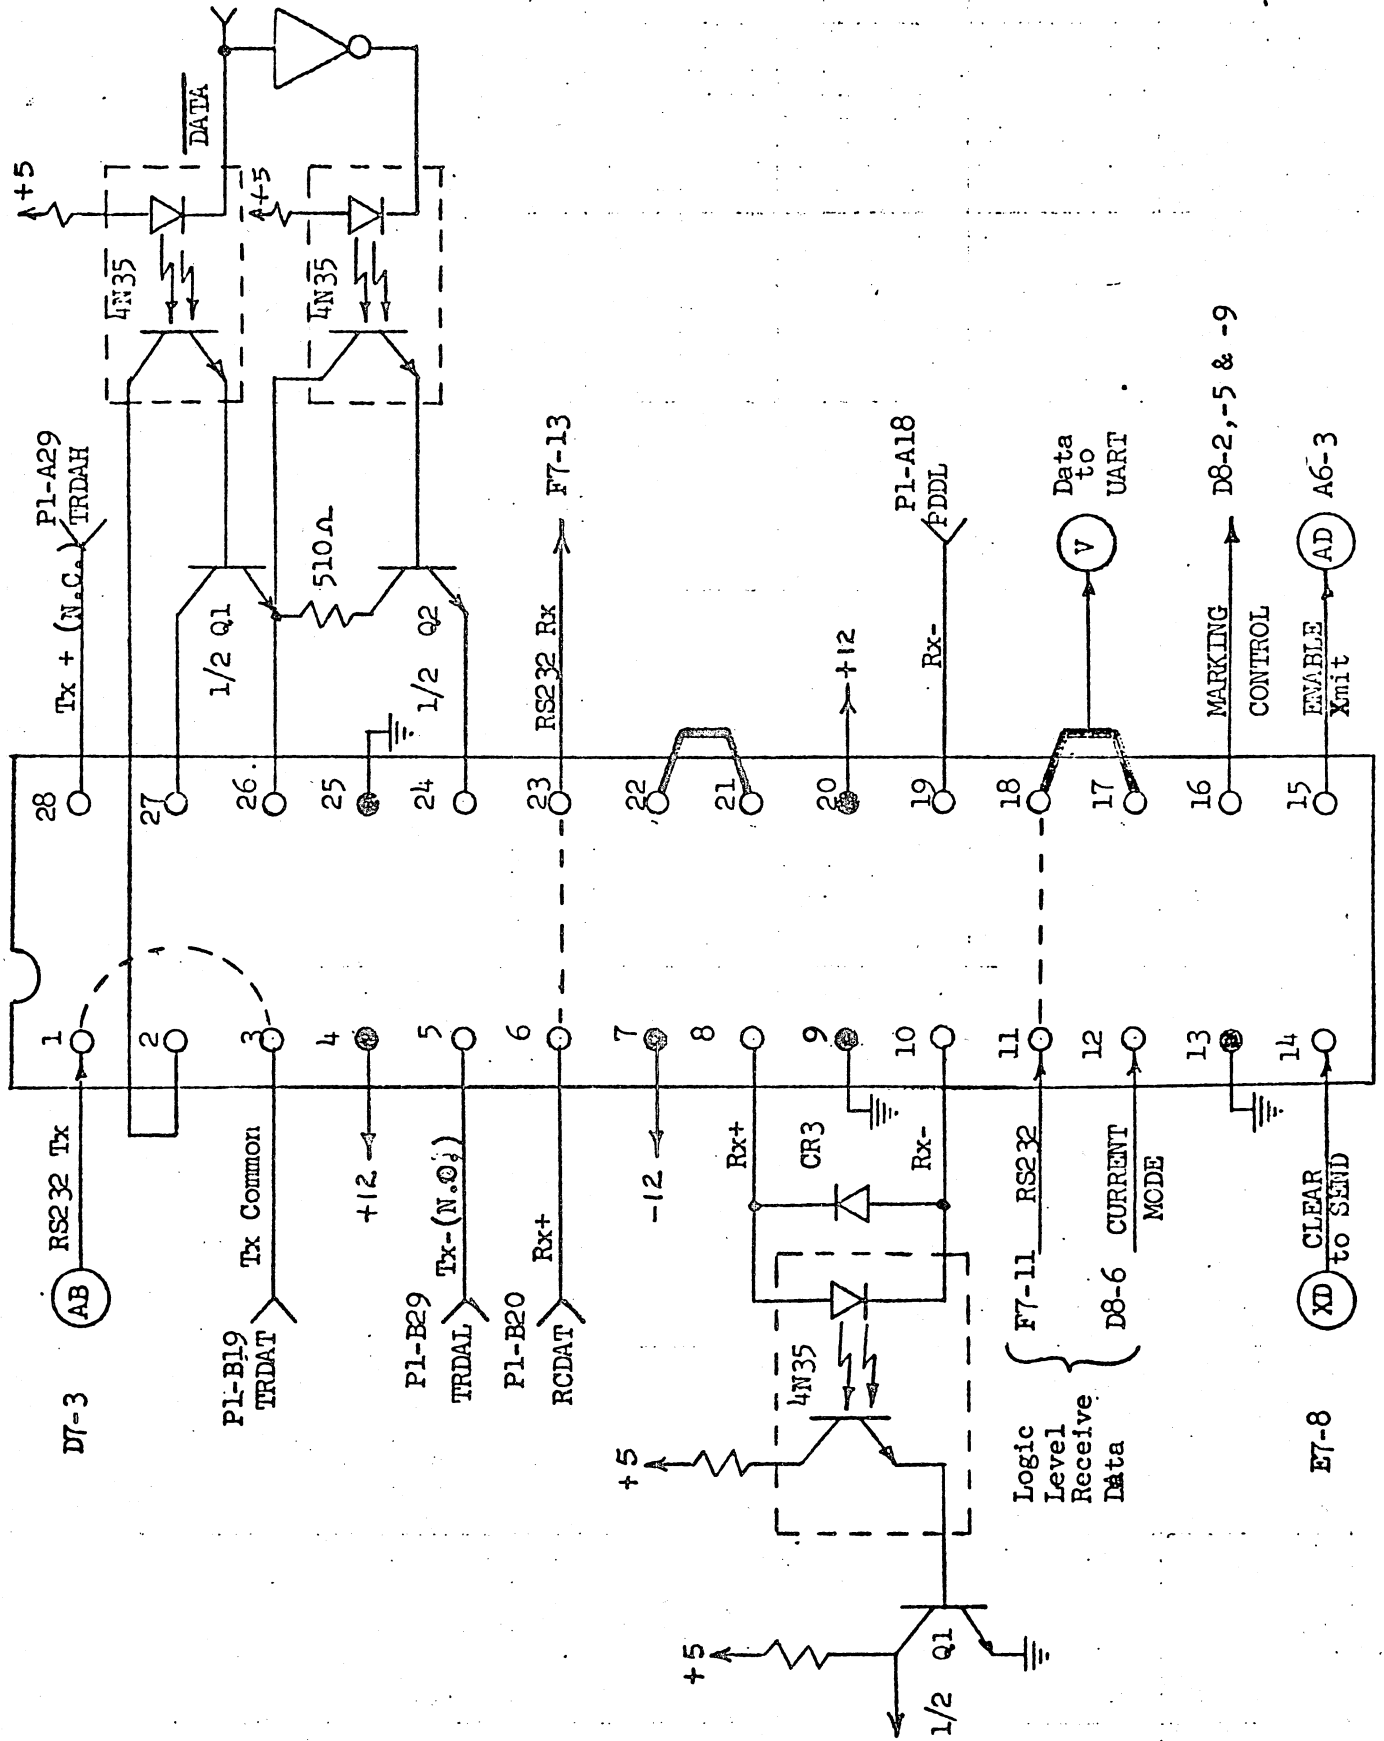 +5
DATA
4N35
+5
4N35
P1-A29
TRDAH
Tx + (N.C.)
1/2 Q1
510Ω
1/2 Q2
F7-13
RS232 Rx
+12
P1-A18
PDDL
Rx-
Data
to
UART
V
D8-2,-5 & -9
MARKING
CONTROL
AD
A6-3
ENABLE
Xmit
28
27
26
25
24
23
22
21
20
19
18
17
16
15
1
2
3
4
5
6
7
8
9
10
11
12
13
14
RS232 Tx
AB
D7-3
Tx Common
P1-B19
TRDAT
+12
Tx-(N.O.)
P1-B29
TRDAL
Rx+
P1-B20
RCDAT
-12
Rx+
CR3
Rx-
4N35
+5
+5
1/2 Q1
RS232
F7-11
CURRENT
MODE
D8-6
Logic
Level
Receive
Data
CLEAR
to SEND
XD
E7-8